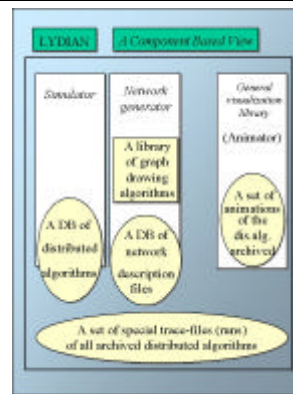 LYDIAN
A Component Based View
Simulator
Network
generator
General
visualization
library
(Animator)
A library
of graph
drawing
algorithms
A DB of
distributed
algorithms
A DB of
network
description
files
A set of
animations
of the
dis.alg.
archived
A set of special trace-files (runs)
of all archived distributed algorithms